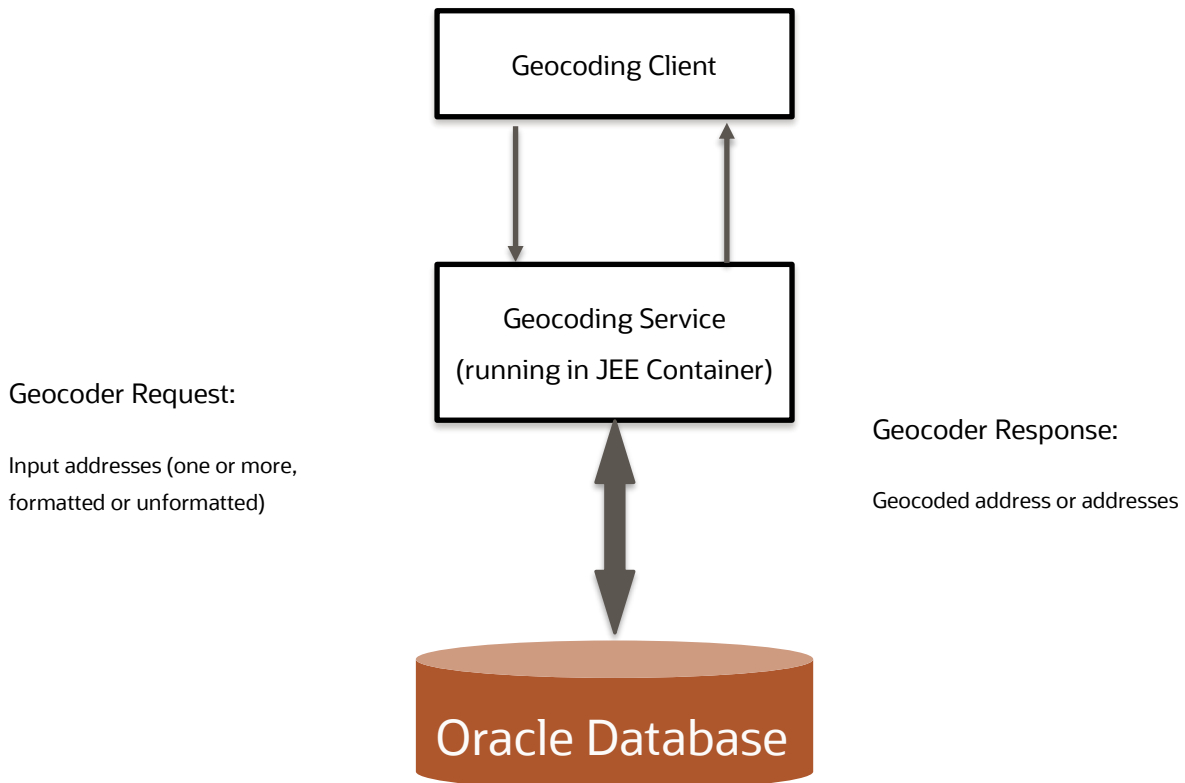 Geocoding Client
Geocoding Service
(running in JEE Container)
Geocoder Request:
Input addresses (one or more,
formatted or unformatted)
Geocoder Response:
Geocoded address or addresses
Oracle Database